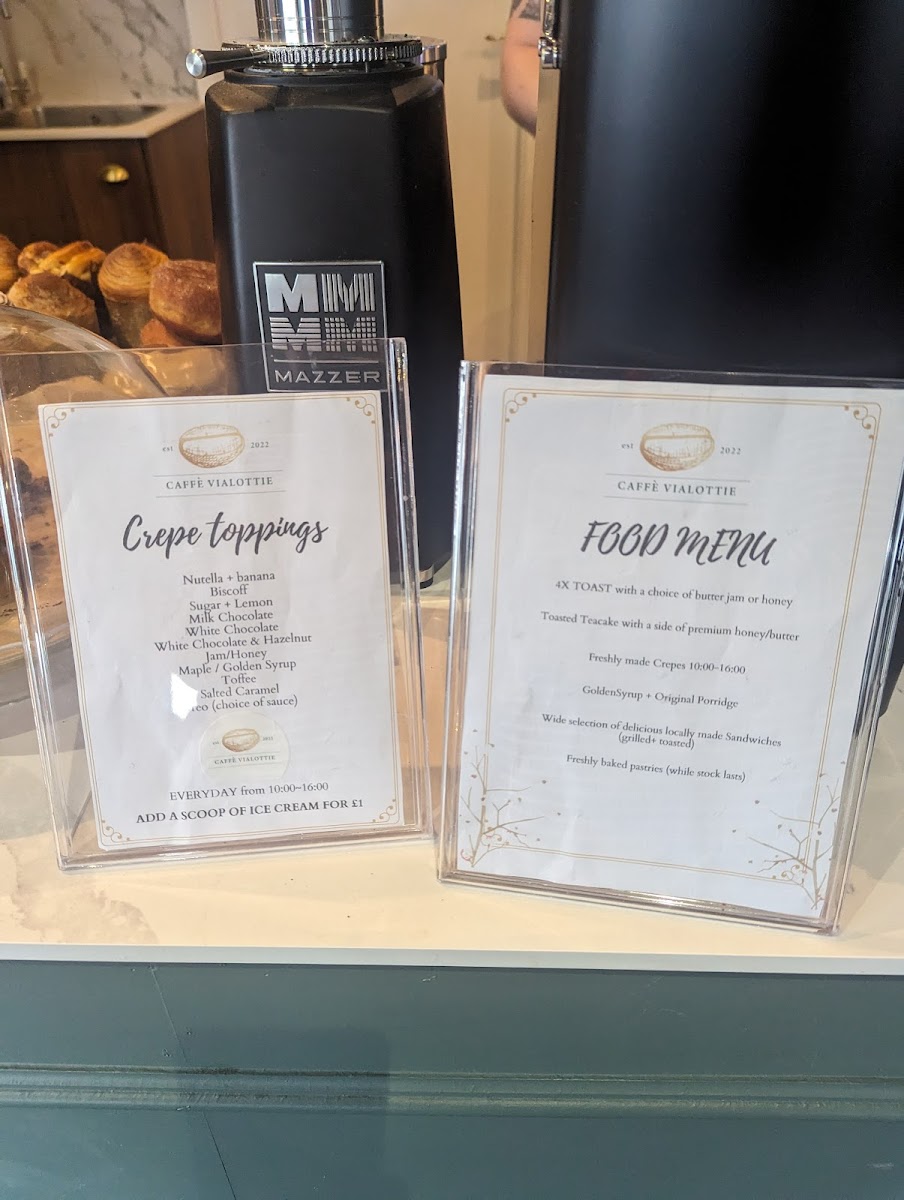 MAZZER
est 2022
CAFFÈ VIALOTTIE
Crepe toppings
Nutella + banana
Biscoff
Sugar + Lemon
Milk Chocolate
White Chocolate
White Chocolate & Hazelnut
Jam/Honey
Maple / Golden Syrup
Toffee
Salted Caramel
(choice of sauce)
est 2022
CAFFÈ VIALOTTIE
EVERYDAY from 10:00-16:00
ADD A SCOOP OF ICE CREAM FOR £1
est 2022
CAFFÈ VIALOTTIE
FOOD MENU
4X TOAST with a choice of butter jam or honey
Toasted Teacake with a side of premium honey/butter
Freshly made Crepes 10:00-16:00
GoldenSyrup + Original Porridge
Wide selection of delicious locally made Sandwiches
(grilled+ toasted)
Freshly baked pastries (while stock lasts)